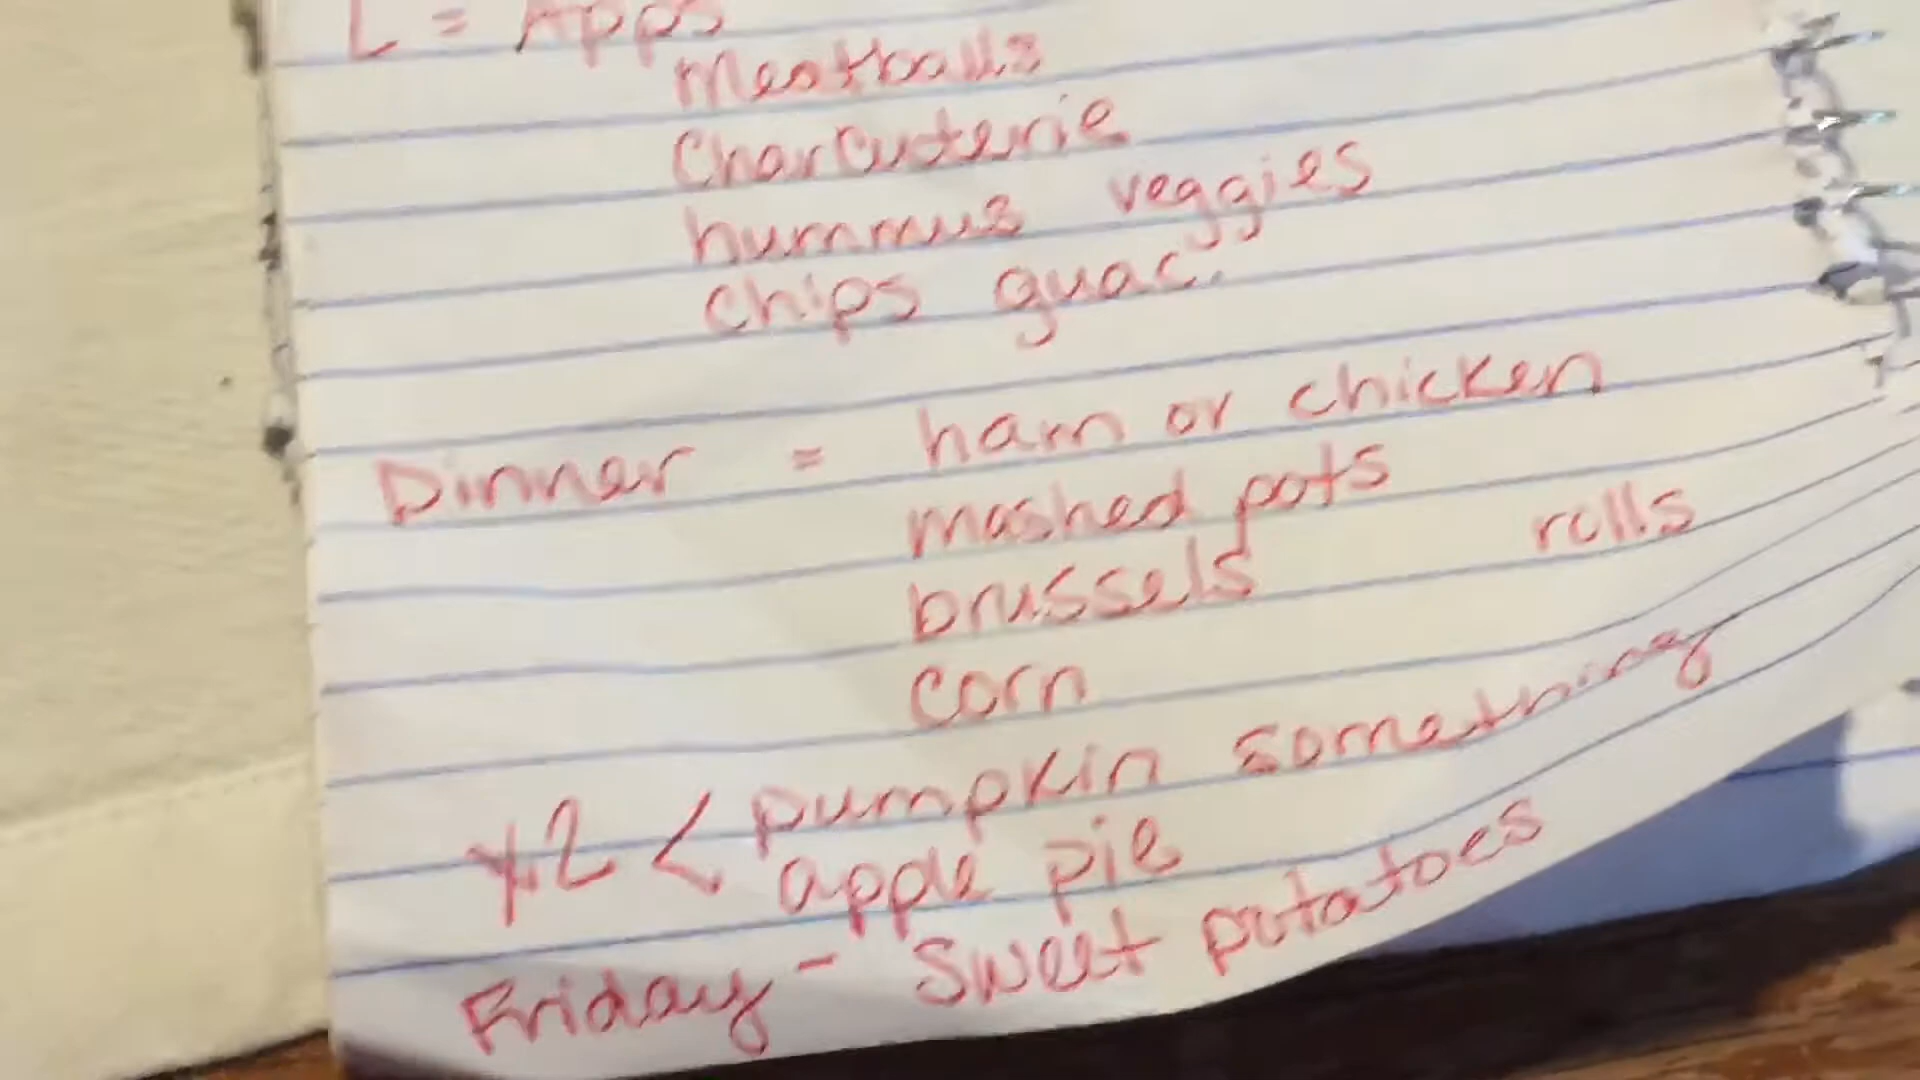 L = Apps
Meatballs
Charcuterie
hummus veggies
chips guac.
Dinner = ham or chicken
mashed pots
brussels rolls
corn
x2 < pumpkin something
apple pie
Friday - Sweet potatoes